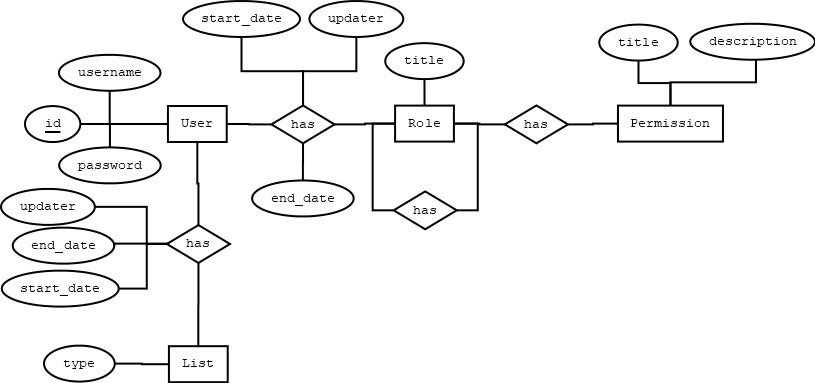 start_date
updater
title
title
description
username
id
User
has
Role
has
Permission
password
end_date
has
updater
end_date
has
start_date
type
List